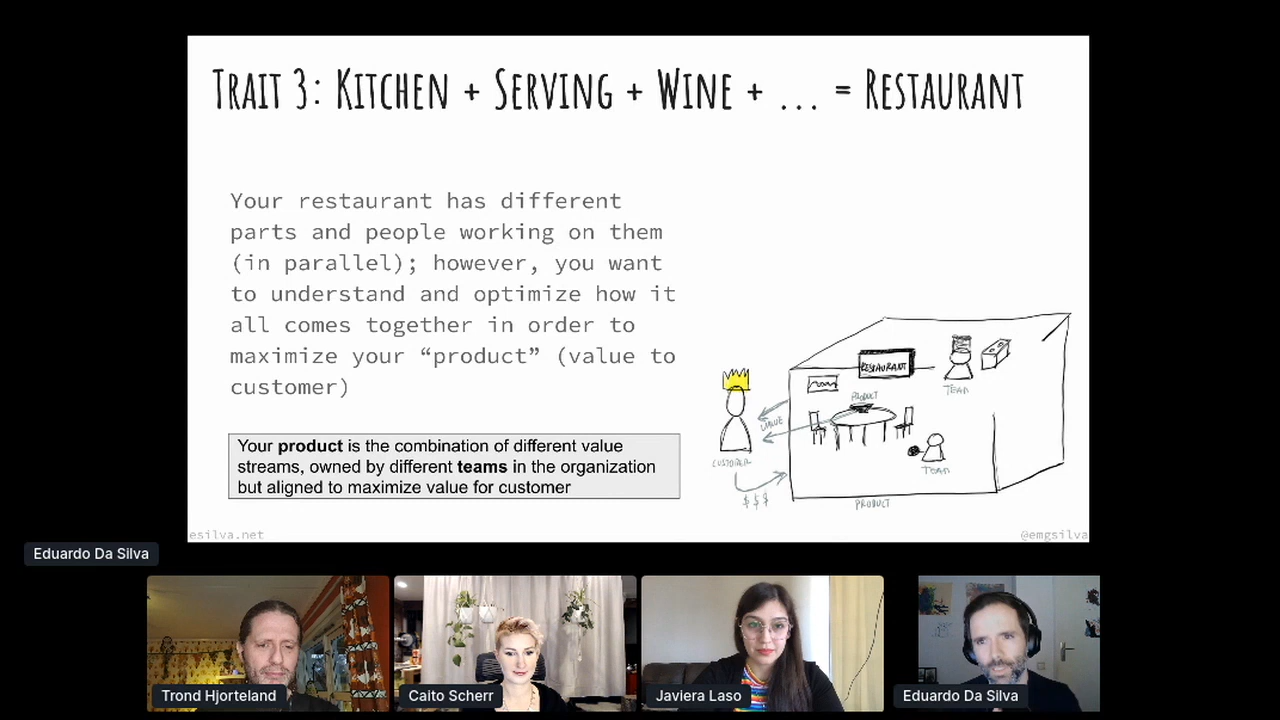 Trait 3: Kitchen + Serving + Wine + ... = Restaurant
Your restaurant has different
parts and people working on them
(in parallel); however, you want
to understand and optimize how it
all comes together in order to
maximize your “product” (value to
customer)
Your product is the combination of different value
streams, owned by different teams in the organization
but aligned to maximize value for customer
RESTAURANT
TEAM
PRODUCT
VALUE
CUSTOMER
TEAM
$$$
PRODUCT
esilva.net
@emgsilva
Eduardo Da Silva
Trond Hjorteland
Caito Scherr
Javiera Laso
Eduardo Da Silva